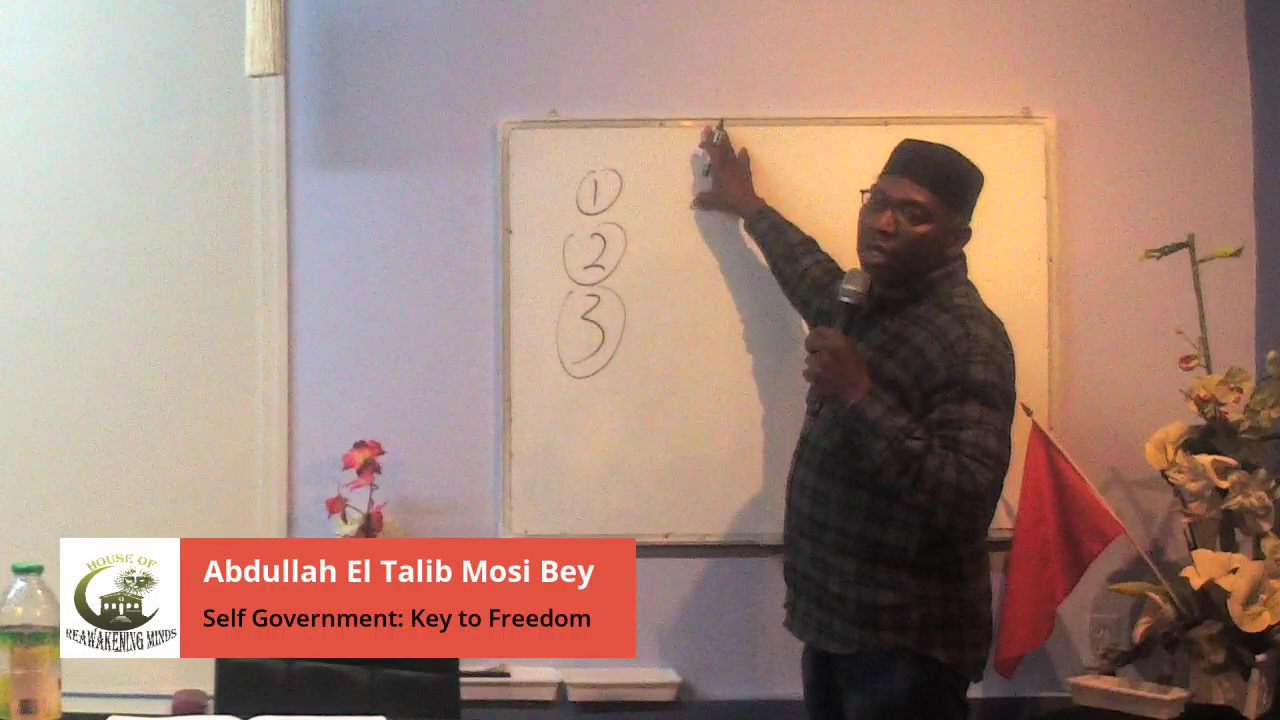 1
2
3
HOUSE OF
REAWAKENING MINDS
Abdullah El Talib Mosi Bey
Self Government: Key to Freedom